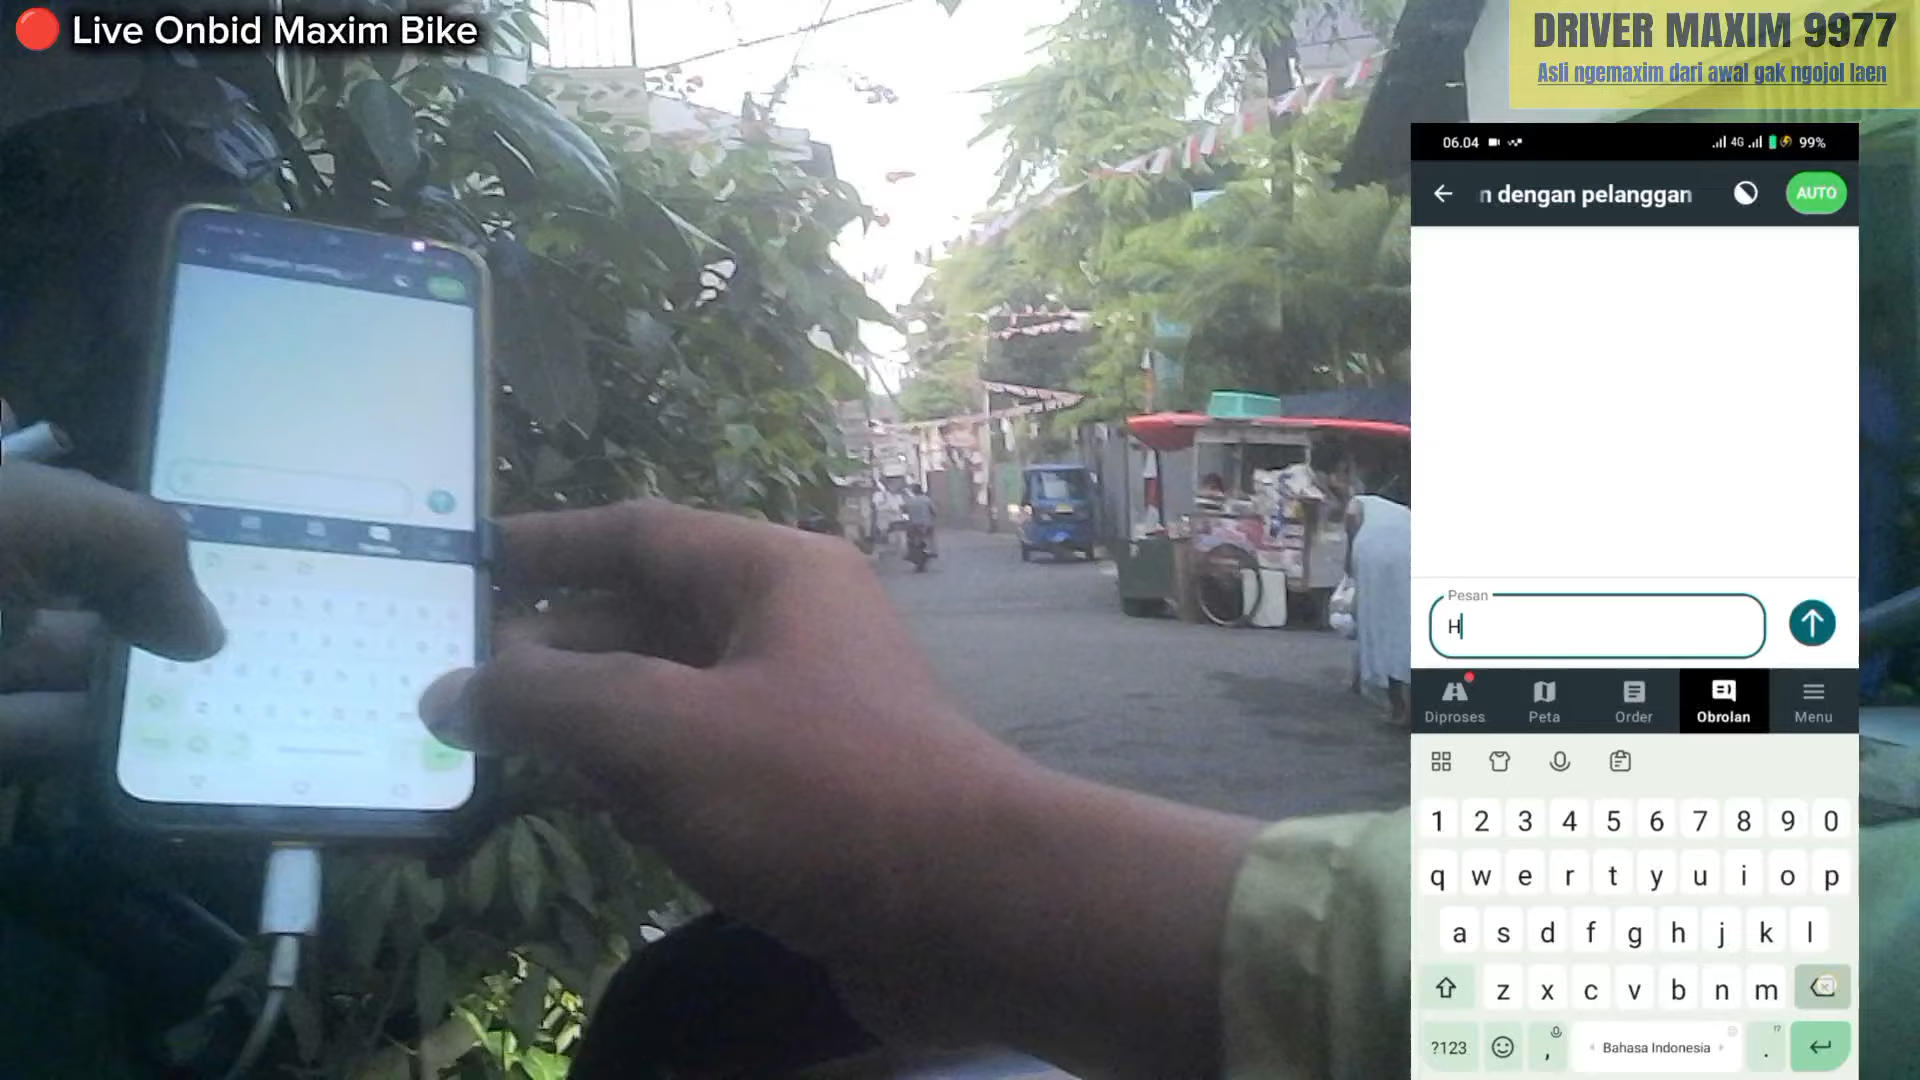 Live Onbid Maxim Bike
DRIVER MAXIM 9977
Asli ngemaxim dari awal gak ngojol laen
06.04
4G
99%
n dengan pelanggan
AUTO
Pesan
H
Diproses
Peta
Order
Obrolan
Menu
1 2 3 4 5 6 7 8 9 0
q w e r t y u i o p
a s d f g h j k l
z x c v b n m
?123
,
Bahasa Indonesia
.
!?